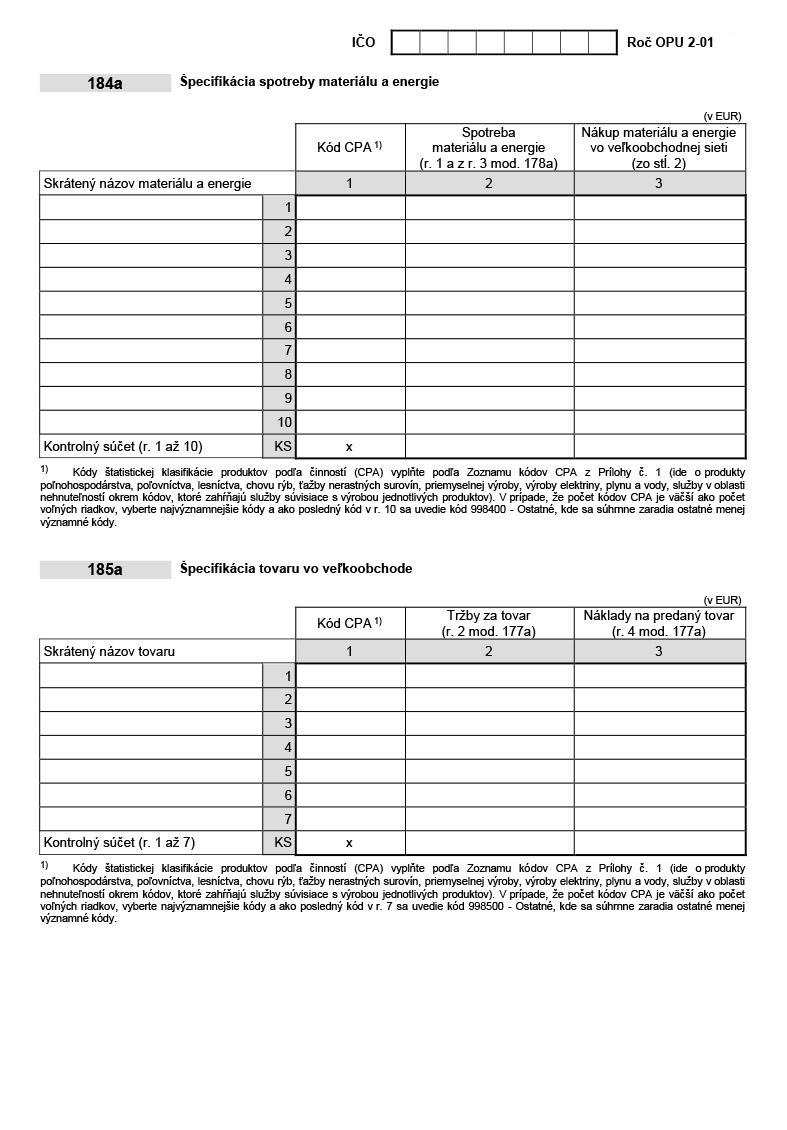 IČO Roč OPU 2-01
184a Špecifikácia spotreby materiálu a energie
(v EUR)
Kód CPA 1) Spotreba materiálu a energie (r. 1 a z r. 3 mod. 178a) Nákup materiálu a energie vo veľkoobchodnej sieti (zo stĺ. 2)
Skrátený názov materiálu a energie 1 2 3
1
2
3
4
5
6
7
8
9
10
Kontrolný súčet (r. 1 až 10) KS x
1) Kódy štatistickej klasifikácie produktov podľa činností (CPA) vyplňte podľa Zoznamu kódov CPA z Prílohy č. 1 (ide o produkty
poľnohospodárstva, poľovníctva, lesníctva, chovu rýb, ťažby nerastných surovín, priemyselnej výroby, výroby elektriny, plynu a vody, služby v oblasti
nehnuteľností okrem kódov, ktoré zahŕňajú služby súvisiace s výrobou jednotlivých produktov). V prípade, že počet kódov CPA je väčší ako počet
voľných riadkov, vyberte najvýznamnejšie kódy a ako posledný kód v r. 10 sa uvedie kód 998400 - Ostatné, kde sa súhrnne zaradia ostatné menej
významné kódy.
185a Špecifikácia tovaru vo veľkoobchode
(v EUR)
Kód CPA 1) Tržby za tovar (r. 2 mod. 177a) Náklady na predaný tovar (r. 4 mod. 177a)
Skrátený názov tovaru 1 2 3
1
2
3
4
5
6
7
Kontrolný súčet (r. 1 až 7) KS x
1) Kódy štatistickej klasifikácie produktov podľa činností (CPA) vyplňte podľa Zoznamu kódov CPA z Prílohy č. 1 (ide o produkty
poľnohospodárstva, poľovníctva, lesníctva, chovu rýb, ťažby nerastných surovín, priemyselnej výroby, výroby elektriny, plynu a vody, služby v oblasti
nehnuteľností okrem kódov, ktoré zahŕňajú služby súvisiace s výrobou jednotlivých produktov). V prípade, že počet kódov CPA je väčší ako počet
voľných riadkov, vyberte najvýznamnejšie kódy a ako posledný kód v r. 7 sa uvedie kód 998500 - Ostatné, kde sa súhrnne zaradia ostatné menej
významné kódy.